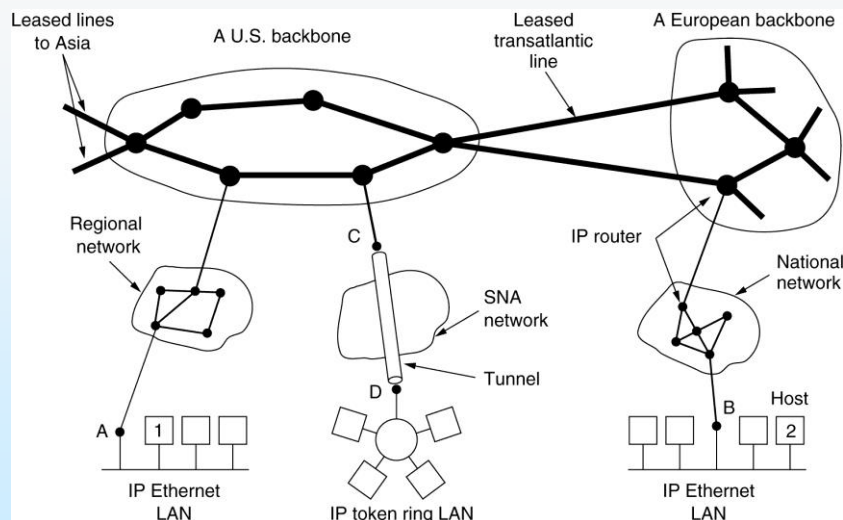 Leased lines
to Asia
A U.S. backbone
Leased
transatlantic
line
A European backbone
Regional
network
C
IP router
SNA
network
National
network
Tunnel
D
A
1
B
Host
2
IP Ethernet
LAN
IP token ring LAN
IP Ethernet
LAN